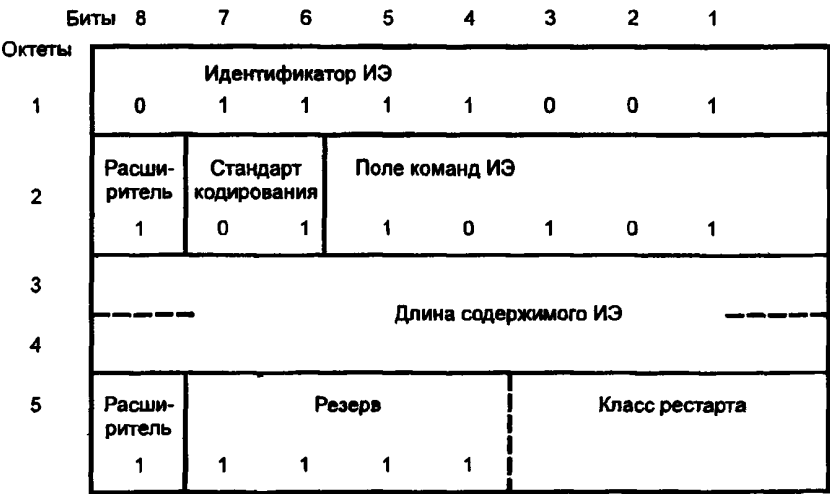 Биты 8 7 6 5 4 3 2 1
Октеты
Идентификатор ИЭ
1 0 1 1 1 1 0 0 1
Расши- Стандарт Поле команд ИЭ
2 ритель кодирования
1 0 1 1 0 1 0 1
3
Длина содержимого ИЭ
4
5 Расши- Резерв Класс рестарта
ритель
1 1 1 1 1